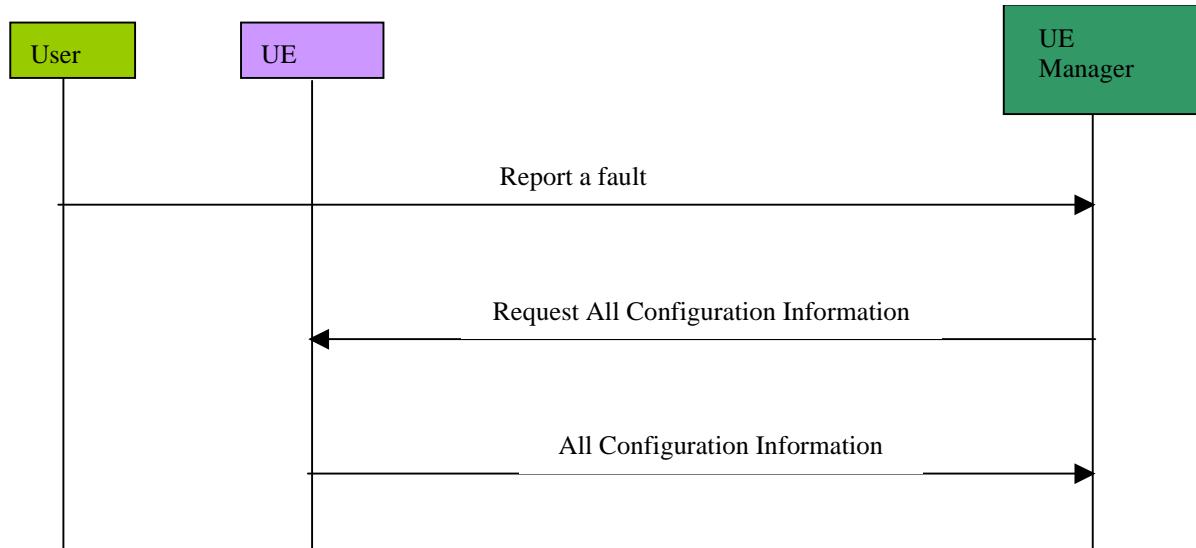 User
UE
UE
Manager
Report a fault
Request All Configuration Information
All Configuration Information